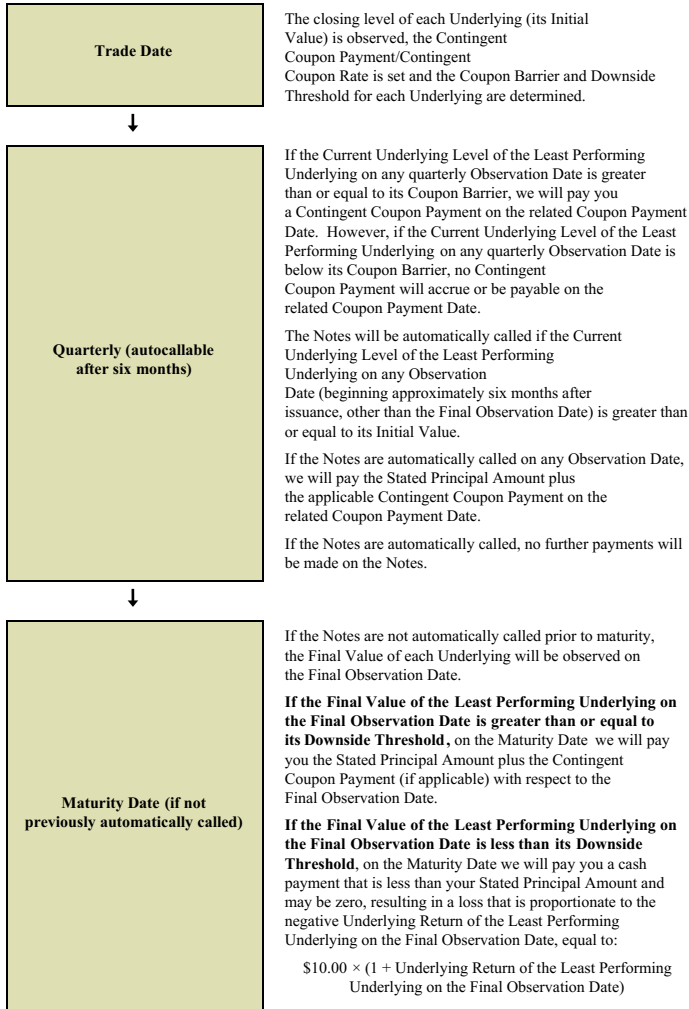 Trade Date
The closing level of each Underlying (its Initial
Value) is observed, the Contingent
Coupon Payment/Contingent
Coupon Rate is set and the Coupon Barrier and Downside
Threshold for each Underlying are determined.
↓
Quarterly (autocallable
after six months)
If the Current Underlying Level of the Least Performing
Underlying on any quarterly Observation Date is greater
than or equal to its Coupon Barrier, we will pay you
a Contingent Coupon Payment on the related Coupon Payment
Date. However, if the Current Underlying Level of the Least
Performing Underlying on any quarterly Observation Date is
below its Coupon Barrier, no Contingent
Coupon Payment will accrue or be payable on the
related Coupon Payment Date.
The Notes will be automatically called if the Current
Underlying Level of the Least Performing
Underlying on any Observation
Date (beginning approximately six months after
issuance, other than the Final Observation Date) is greater than
or equal to its Initial Value.
If the Notes are automatically called on any Observation Date,
we will pay the Stated Principal Amount plus
the applicable Contingent Coupon Payment on the
related Coupon Payment Date.
If the Notes are automatically called, no further payments will
be made on the Notes.
↓
Maturity Date (if not
previously automatically called)
If the Notes are not automatically called prior to maturity,
the Final Value of each Underlying will be observed on
the Final Observation Date.
If the Final Value of the Least Performing Underlying on
the Final Observation Date is greater than or equal to
its Downside Threshold, on the Maturity Date we will pay
you the Stated Principal Amount plus the Contingent
Coupon Payment (if applicable) with respect to the
Final Observation Date.
If the Final Value of the Least Performing Underlying on
the Final Observation Date is less than its Downside
Threshold, on the Maturity Date we will pay you a cash
payment that is less than your Stated Principal Amount and
may be zero, resulting in a loss that is proportionate to the
negative Underlying Return of the Least Performing
Underlying on the Final Observation Date, equal to:
$10.00 × (1 + Underlying Return of the Least Performing
Underlying on the Final Observation Date)